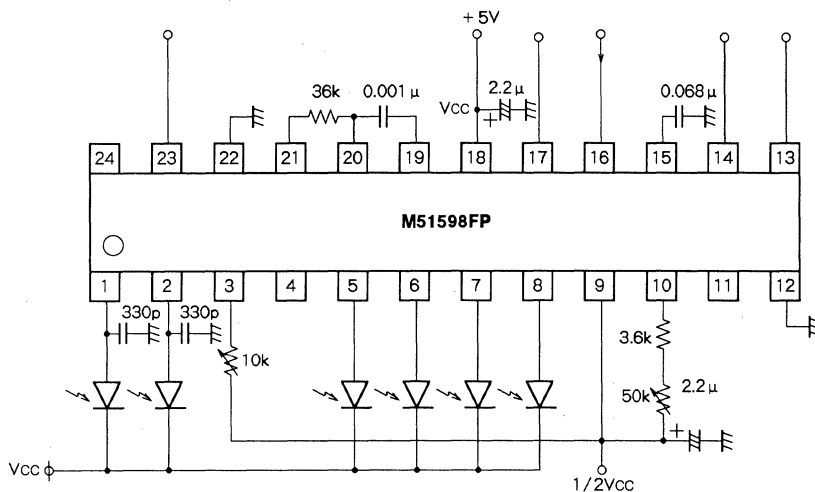 +5V
36k 0.001μ 2.2μ 0.068μ
Vcc
+
24 23 22 21 20 19 18 17 16 15 14 13
M51598FP
1 2 3 4 5 6 7 8 9 10 11 12
330p 330p
3.6k
10k
50k 2.2μ
+
Vcc
1/2Vcc